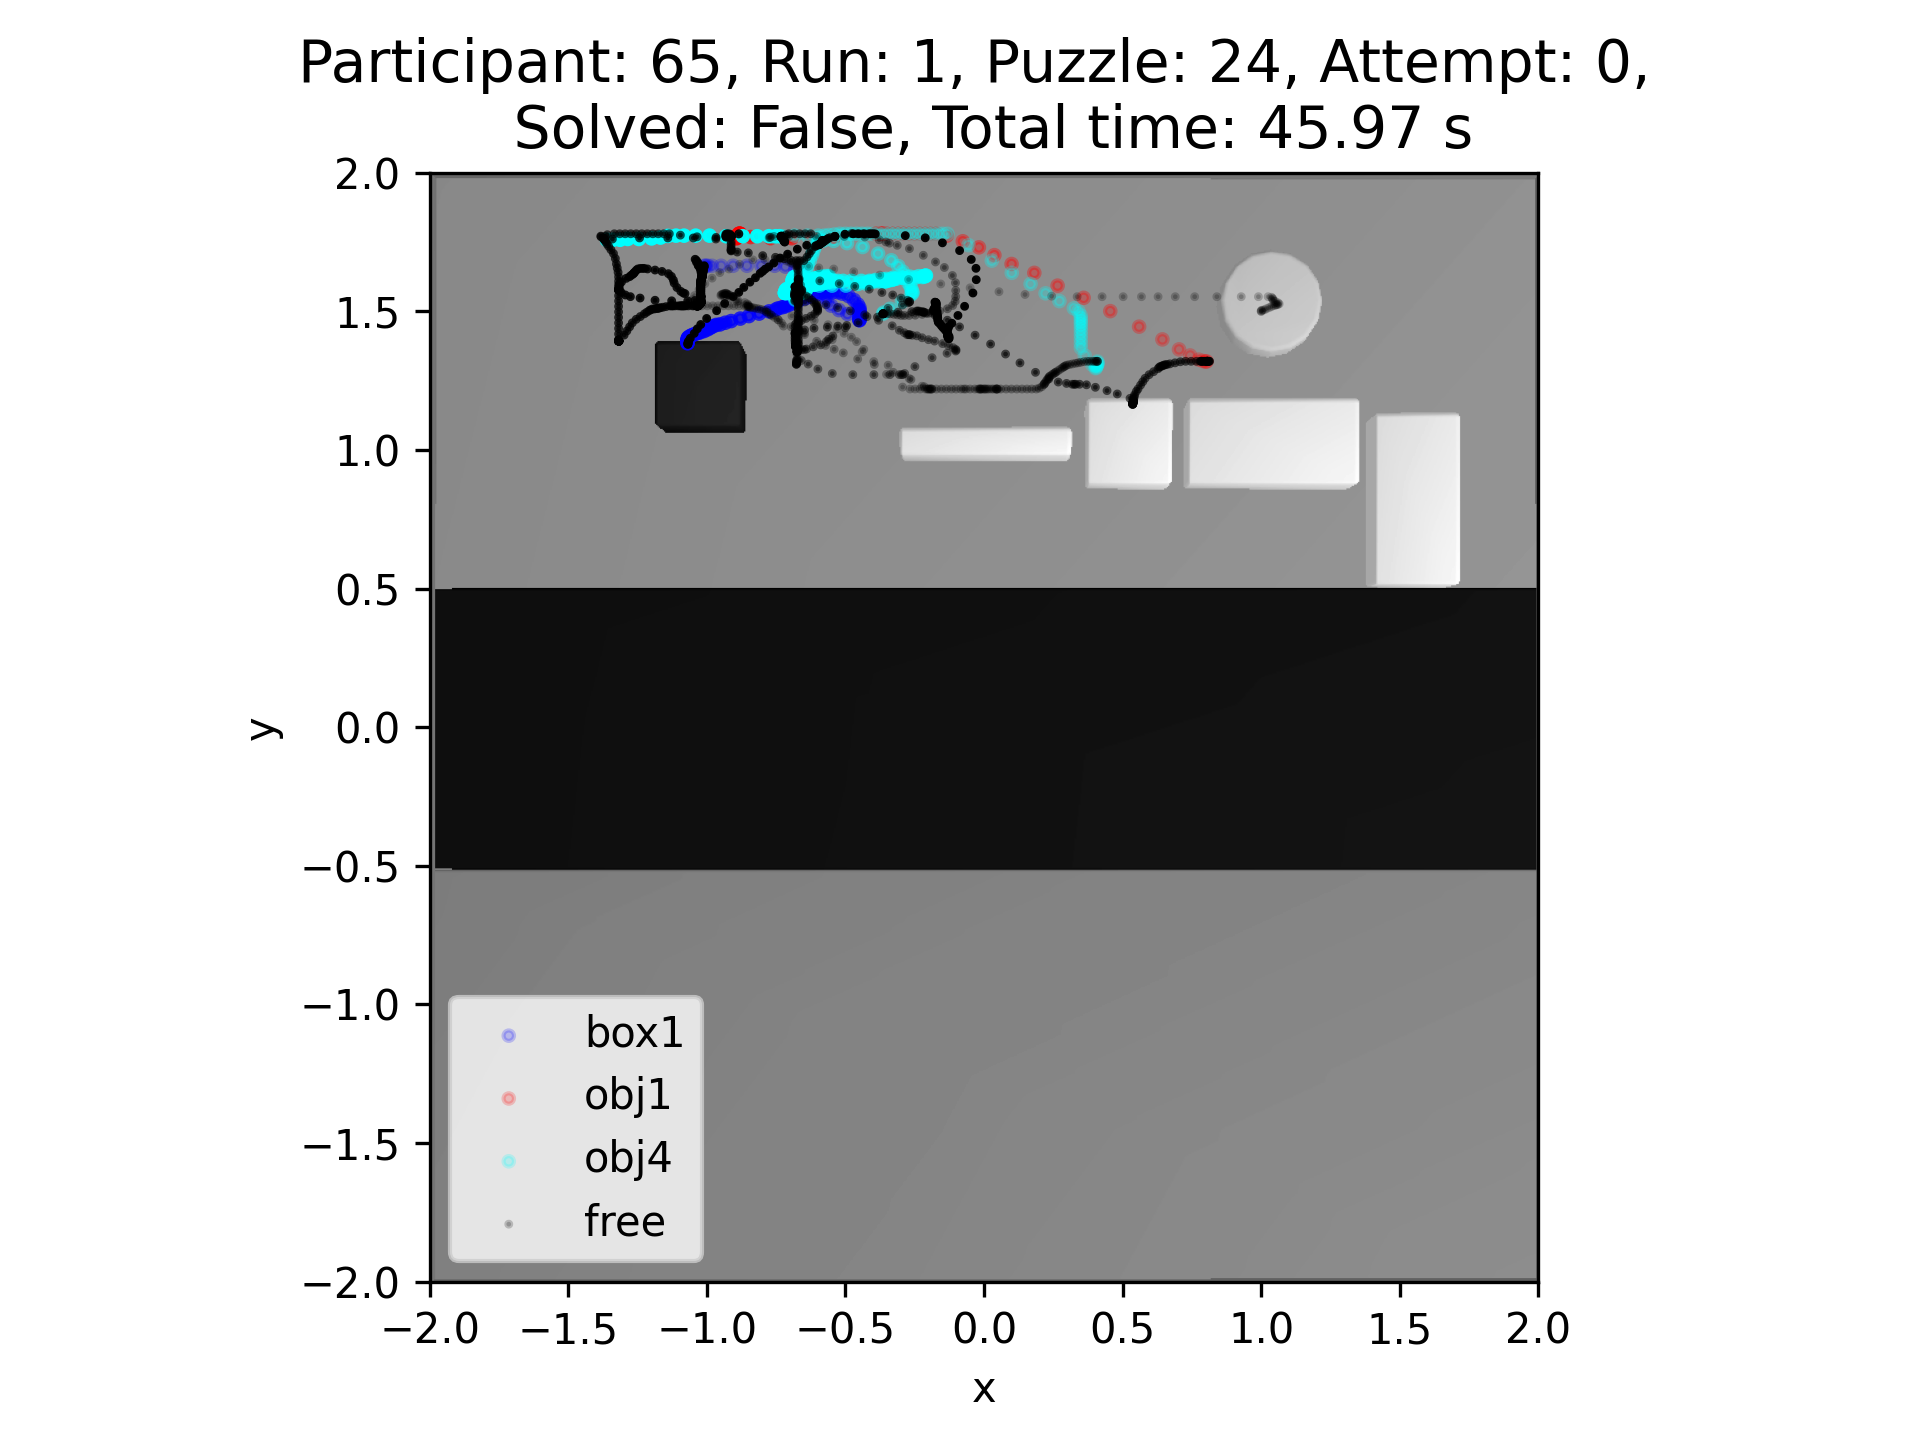 Participant: 65, Run: 1, Puzzle: 24, Attempt: 0,
Solved: False, Total time: 45.97 s
2.0
1.5
1.0
0.5
0.0
−0.5
−1.0
−1.5
−2.0
y
box1
obj1
obj4
free
−2.0 −1.5 −1.0 −0.5 0.0 0.5 1.0 1.5 2.0
x